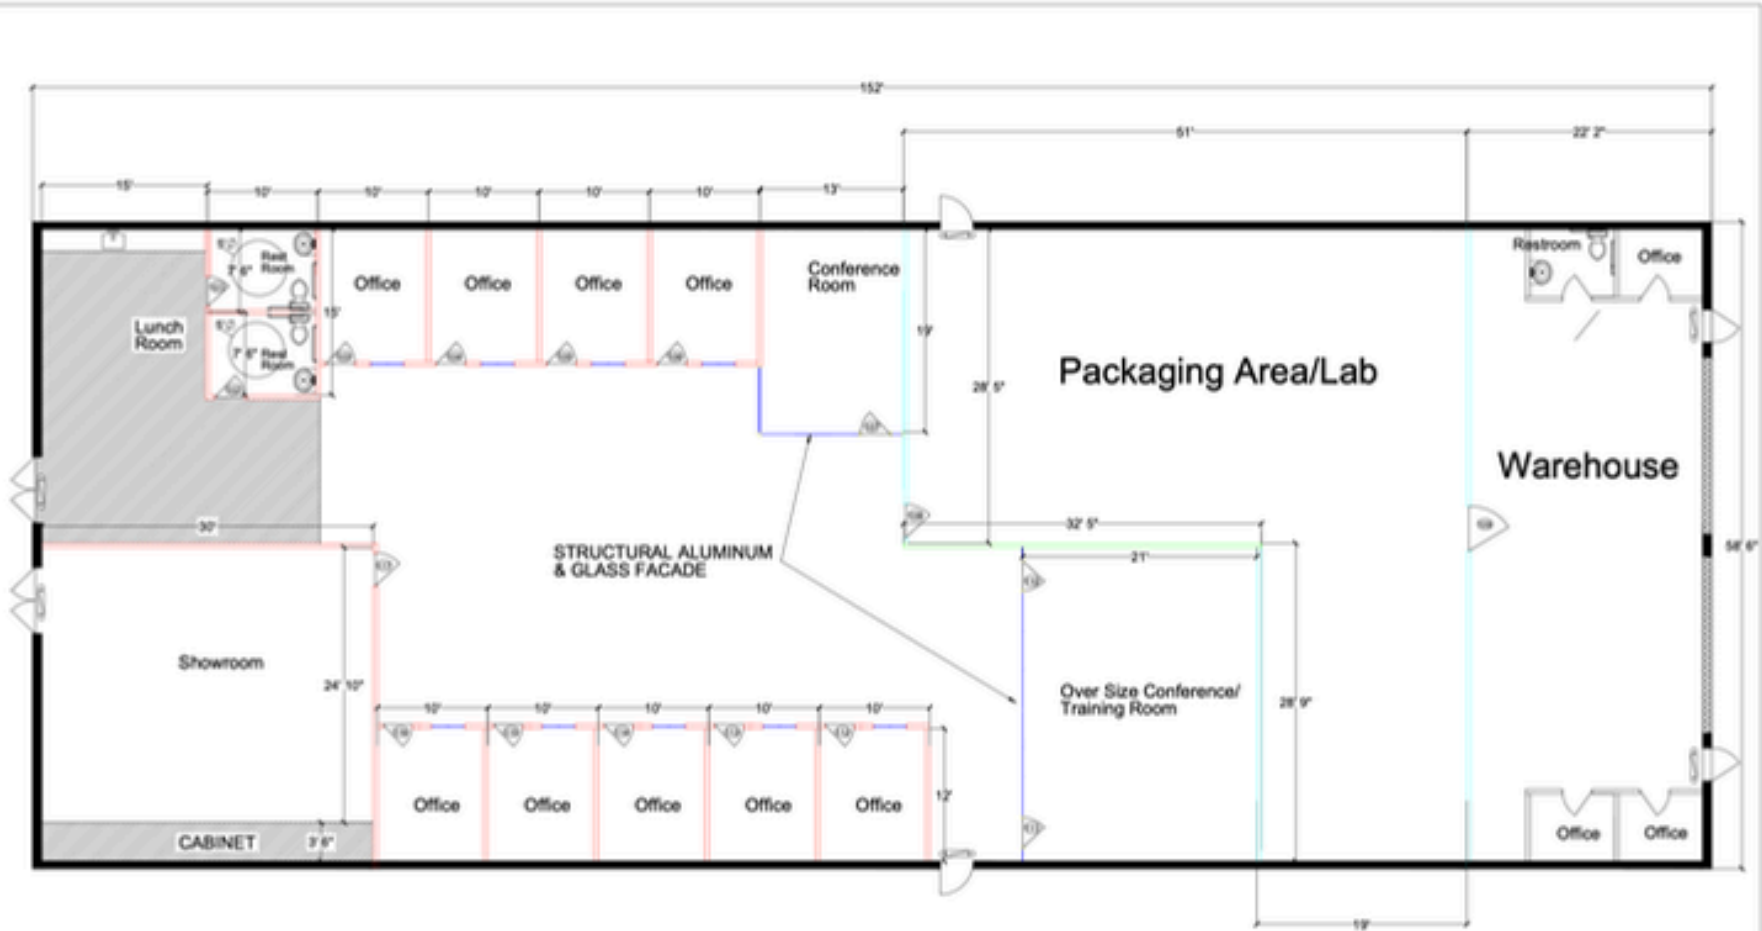 152'
51'
22' 2"
15'
10'
10'
10'
10'
10'
13'
Restroom
Office
Rest
Room
7' 6"
Office
Office
Office
Office
Conference
Room
15'
19'
Lunch
Room
7' 6"
Rest
Room
28' 5"
Packaging Area/Lab
Warehouse
30'
32' 5"
21'
58' 6"
STRUCTURAL ALUMINUM
& GLASS FACADE
Showroom
24' 10"
Over Size Conference/
Training Room
28' 9"
10'
10'
10'
10'
10'
12'
Office
Office
Office
Office
Office
CABINET
3' 6"
Office
Office
19'